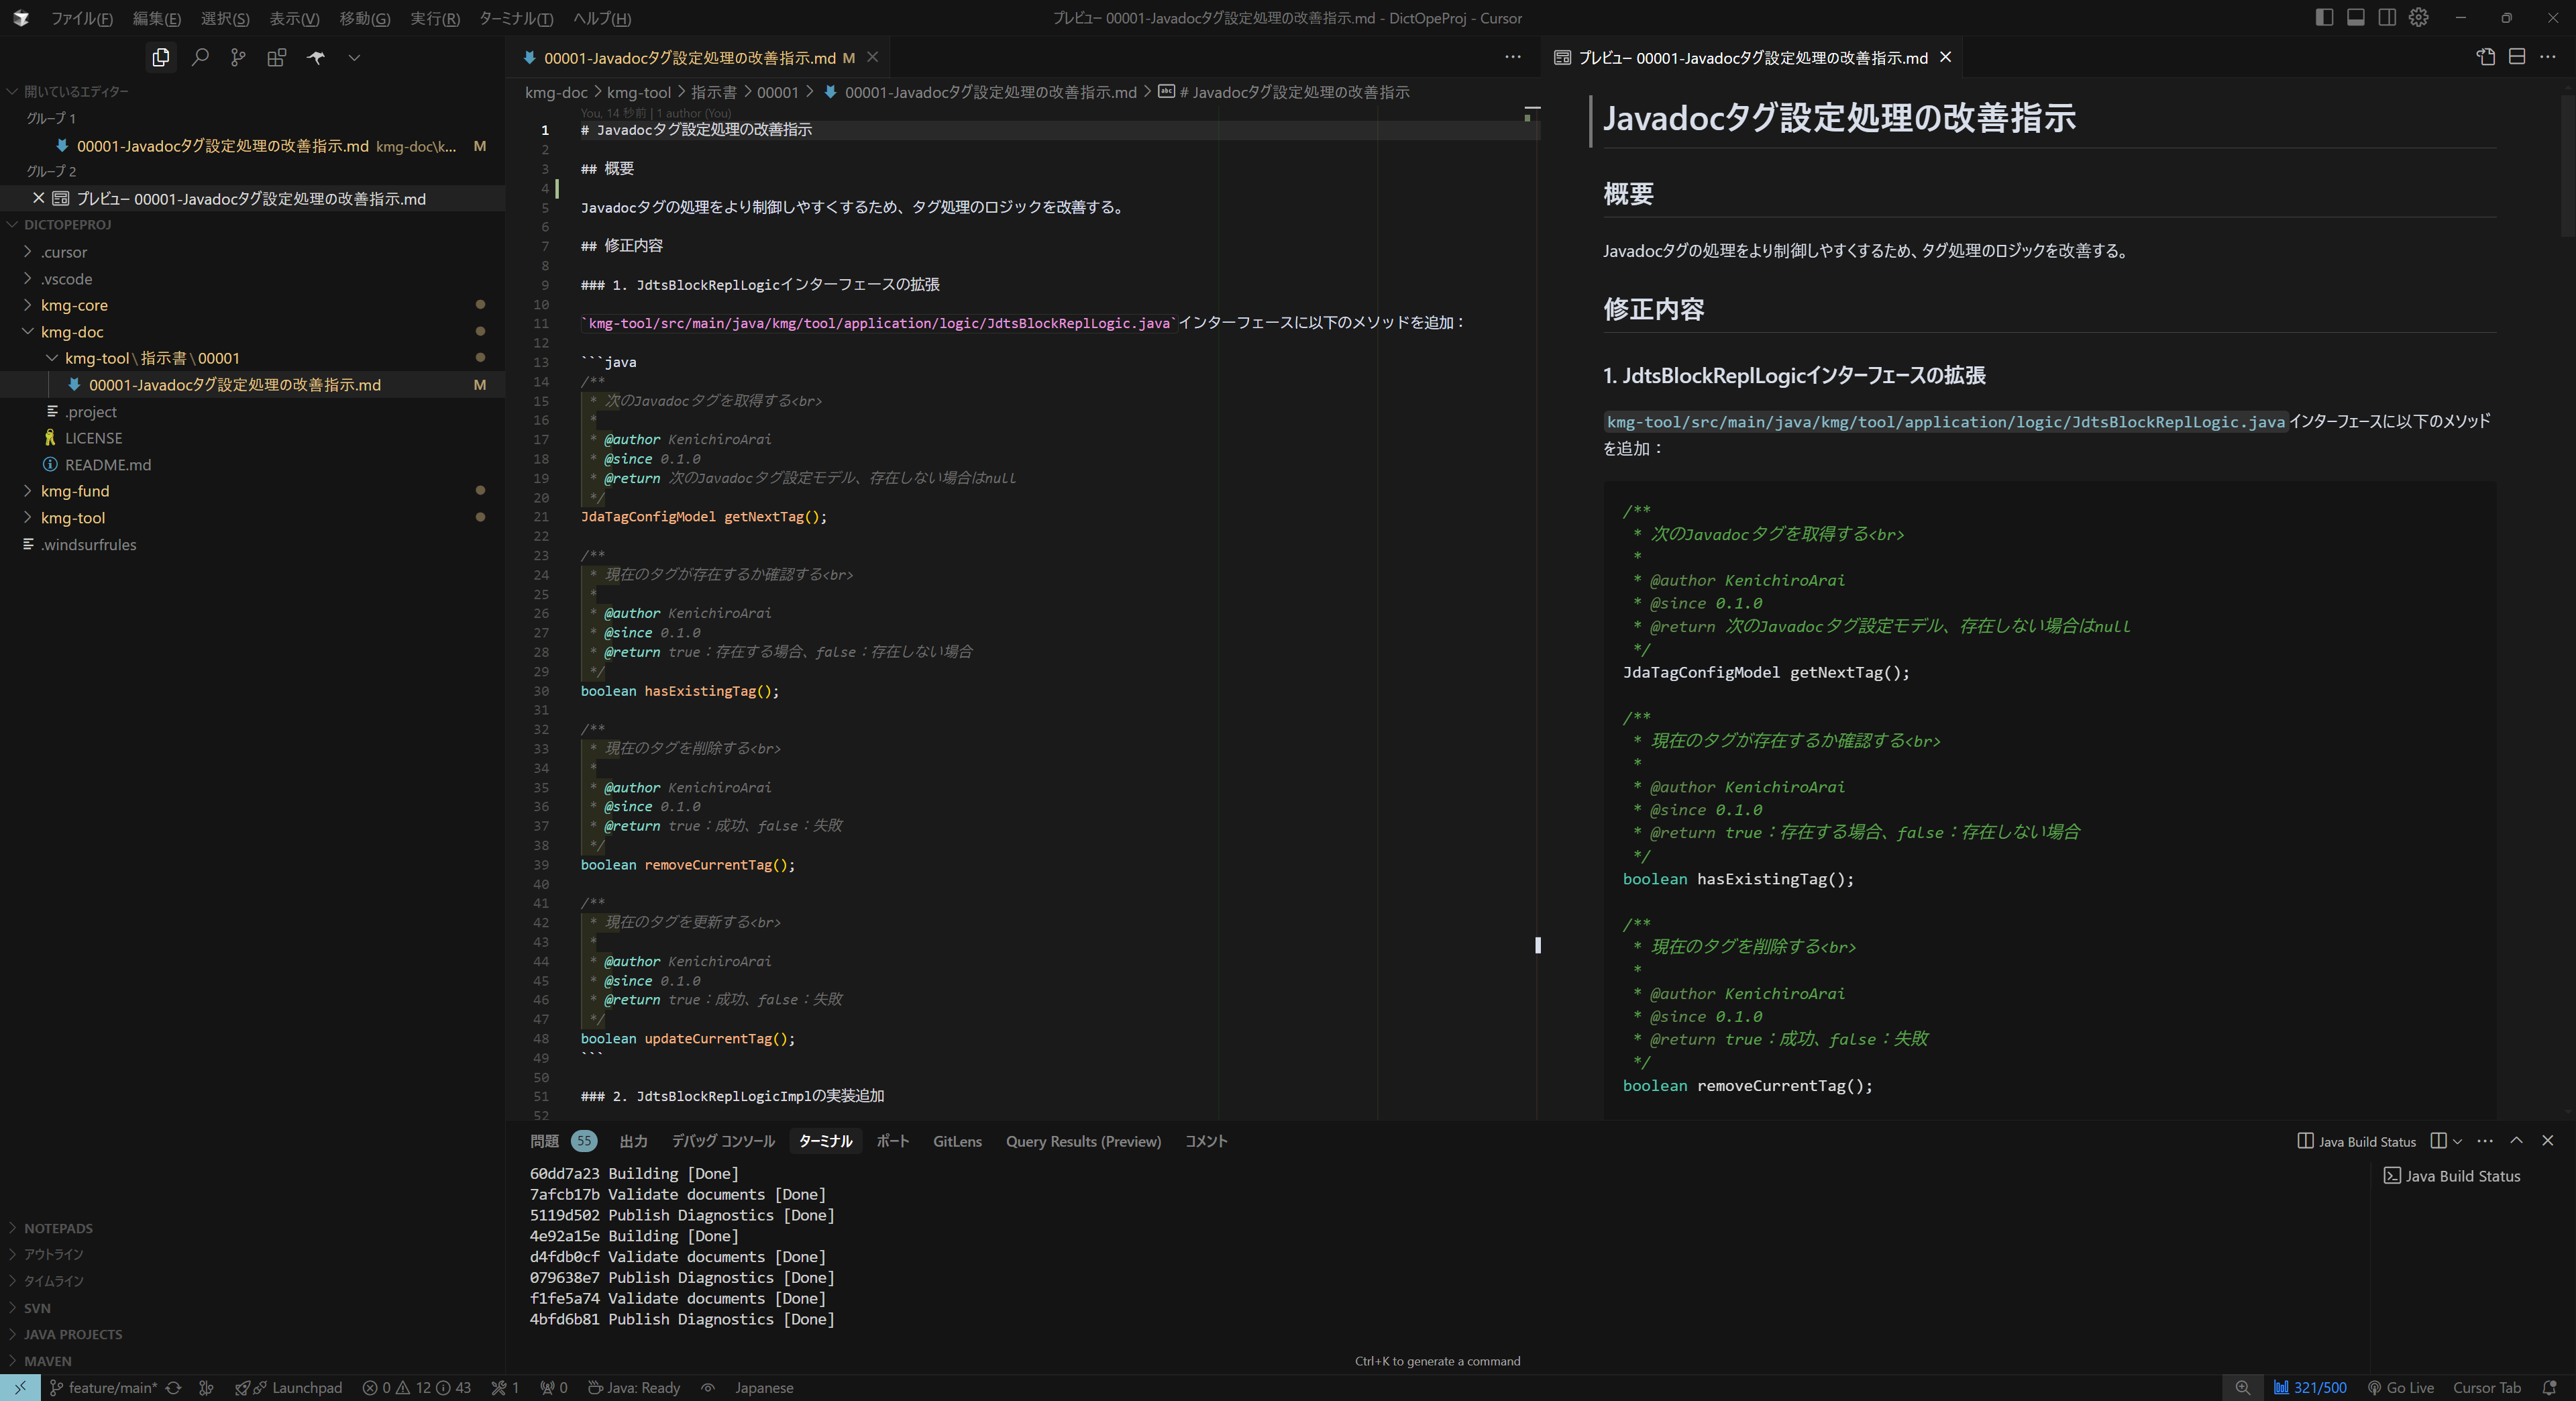 ファイル(F) 編集(E) 選択(S) 表示(V) 移動(G) 実行(R) ターミナル(T) ヘルプ(H)
プレビュー 00001-Javadocタグ設定処理の改善指示.md - DictOpeProj - Cursor
開いているエディター
グループ 1
00001-Javadocタグ設定処理の改善指示.md kmg-doc\k... M
グループ 2
プレビュー 00001-Javadocタグ設定処理の改善指示.md
DICTOPEPROJ
.cursor
.vscode
kmg-core
kmg-doc
kmg-tool\指示書\00001
00001-Javadocタグ設定処理の改善指示.md M
.project
LICENSE
README.md
kmg-fund
kmg-tool
.windsurfrules
NOTEPADS
アウトライン
タイムライン
SVN
JAVA PROJECTS
MAVEN
00001-Javadocタグ設定処理の改善指示.md M
kmg-doc > kmg-tool > 指示書 > 00001 > 00001-Javadocタグ設定処理の改善指示.md > # Javadocタグ設定処理の改善指示
You, 14 秒前 | 1 author (You)
1 # Javadocタグ設定処理の改善指示
2
3 ## 概要
4
5 Javadocタグの処理をより制御しやすくするため、タグ処理のロジックを改善する。
6
7 ## 修正内容
8
9 ### 1. JdtsBlockReplLogicインターフェースの拡張
10
11 `kmg-tool/src/main/java/kmg/tool/application/logic/JdtsBlockReplLogic.java`インターフェースに以下のメソッドを追加：
12
13 ```java
14 /**
15 * 次のJavadocタグを取得する<br>
16 *
17 * @author KenichiroArai
18 * @since 0.1.0
19 * @return 次のJavadocタグ設定モデル、存在しない場合はnull
20 */
21 JdaTagConfigModel getNextTag();
22
23 /**
24 * 現在のタグが存在するか確認する<br>
25 *
26 * @author KenichiroArai
27 * @since 0.1.0
28 * @return true：存在する場合、false：存在しない場合
29 */
30 boolean hasExistingTag();
31
32 /**
33 * 現在のタグを削除する<br>
34 *
35 * @author KenichiroArai
36 * @since 0.1.0
37 * @return true：成功、false：失敗
38 */
39 boolean removeCurrentTag();
40
41 /**
42 * 現在のタグを更新する<br>
43 *
44 * @author KenichiroArai
45 * @since 0.1.0
46 * @return true：成功、false：失敗
47 */
48 boolean updateCurrentTag();
49 ```
50
51 ### 2. JdtsBlockReplLogicImplの実装追加
52
プレビュー 00001-Javadocタグ設定処理の改善指示.md
Javadocタグ設定処理の改善指示
概要
Javadocタグの処理をより制御しやすくするため、タグ処理のロジックを改善する。
修正内容
1. JdtsBlockReplLogicインターフェースの拡張
kmg-tool/src/main/java/kmg/tool/application/logic/JdtsBlockReplLogic.javaインターフェースに以下のメソッド
を追加：
/**
* 次のJavadocタグを取得する<br>
*
* @author KenichiroArai
* @since 0.1.0
* @return 次のJavadocタグ設定モデル、存在しない場合はnull
*/
JdaTagConfigModel getNextTag();
/**
* 現在のタグが存在するか確認する<br>
*
* @author KenichiroArai
* @since 0.1.0
* @return true：存在する場合、false：存在しない場合
*/
boolean hasExistingTag();
/**
* 現在のタグを削除する<br>
*
* @author KenichiroArai
* @since 0.1.0
* @return true：成功、false：失敗
*/
boolean removeCurrentTag();
問題 55 出力 デバッグ コンソール ターミナル ポート GitLens Query Results (Preview) コメント
Java Build Status
60dd7a23 Building [Done]
7afcb17b Validate documents [Done]
5119d502 Publish Diagnostics [Done]
4e92a15e Building [Done]
d4fdb0cf Validate documents [Done]
079638e7 Publish Diagnostics [Done]
f1fe5a74 Validate documents [Done]
4bfd6b81 Publish Diagnostics [Done]
Java Build Status
Ctrl+K to generate a command
feature/main* Launchpad 0 12 43 1 0 Java: Ready Japanese
321/500 Go Live Cursor Tab